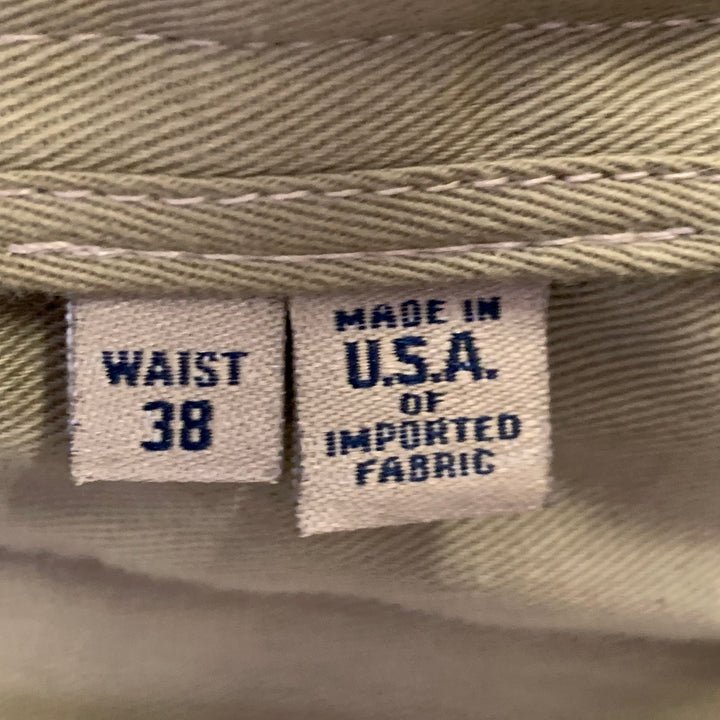 WAIST
38
MADE IN
U.S.A.
OF
IMPORTED
FABRIC